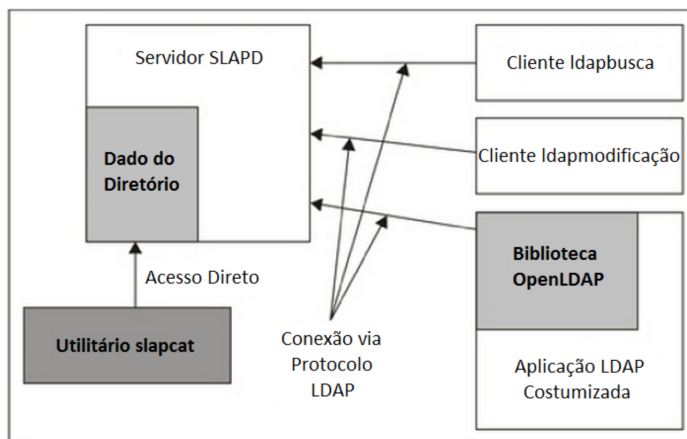 Servidor SLAPD
Cliente ldapbusca
Cliente ldapmodificação
Dado do
Diretório
Biblioteca
OpenLDAP
Acesso Direto
Utilitário slapcat
Conexão via
Protocolo
LDAP
Aplicação LDAP
Costumizada